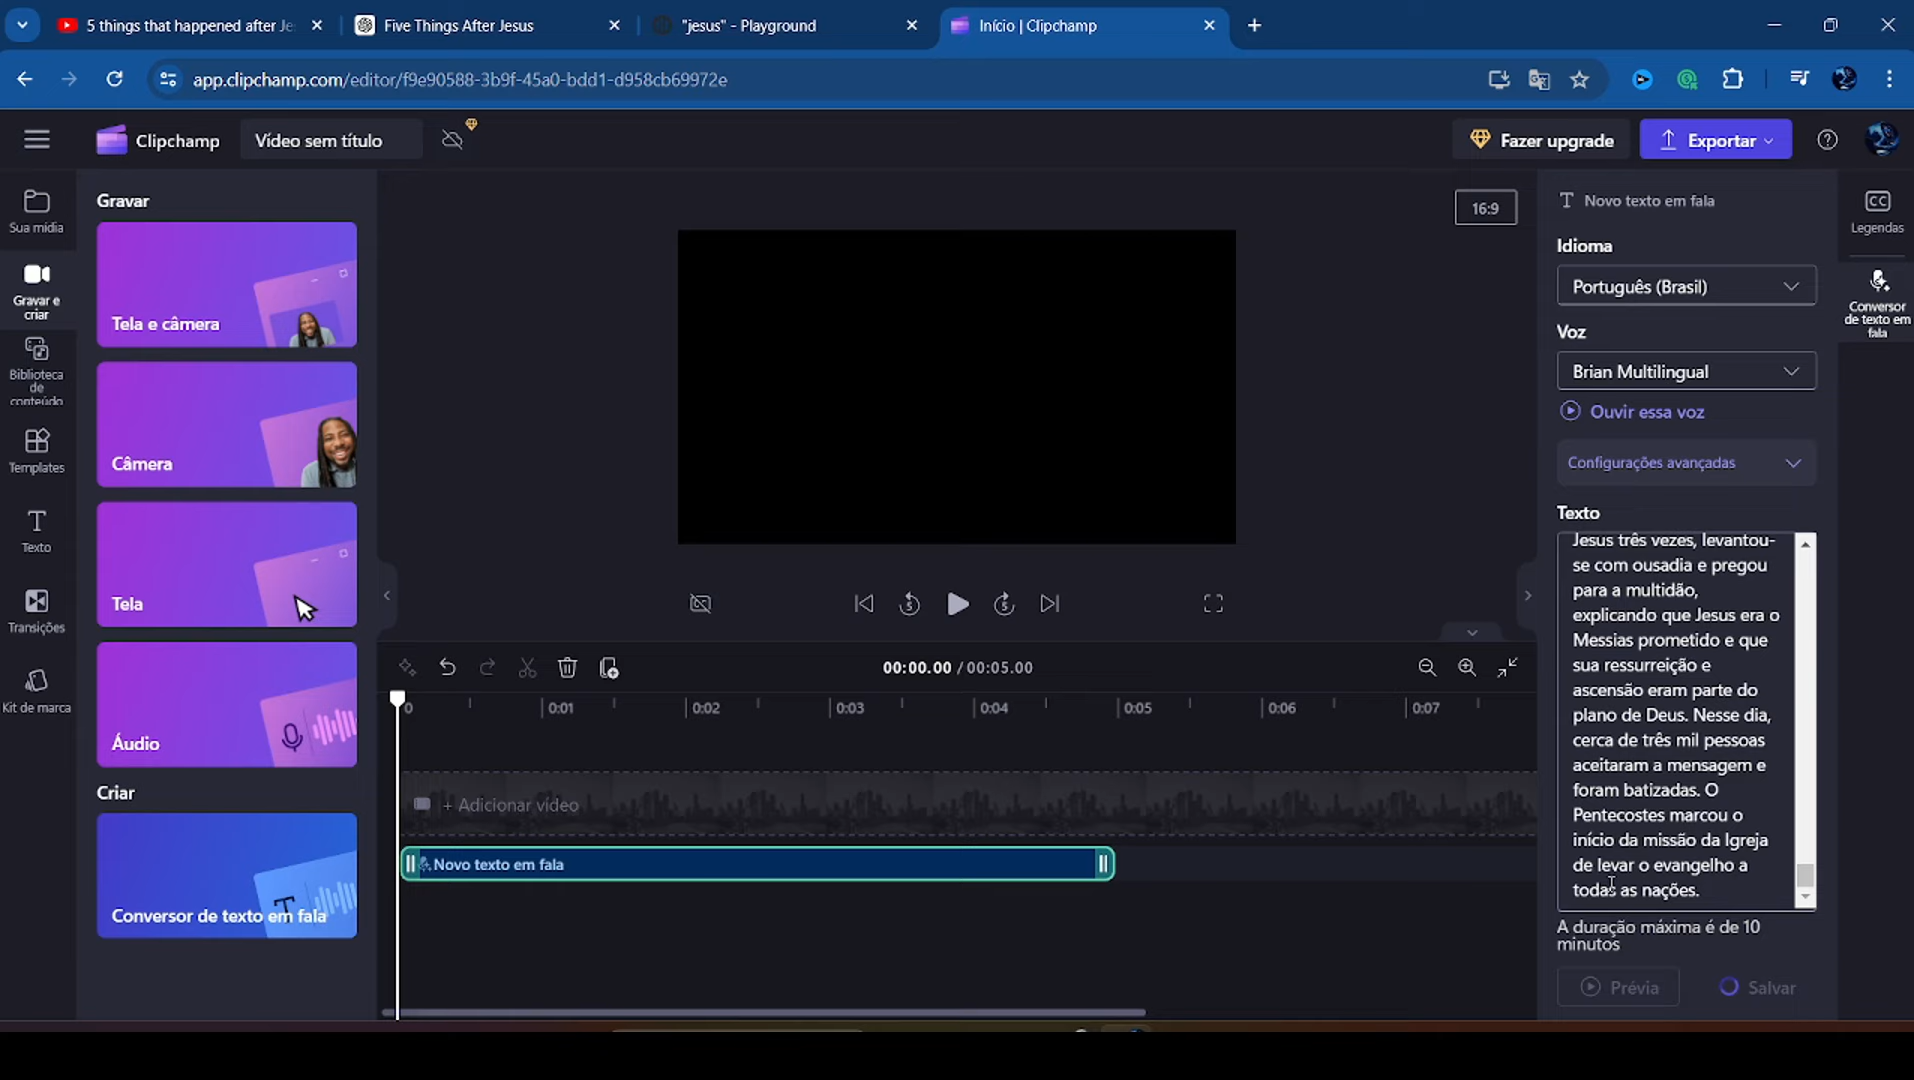 5 things that happened after Je
Five Things After Jesus
"jesus" - Playground
Início | Clipchamp
app.clipchamp.com/editor/f9e90588-3b9f-45a0-bdd1-d958cb69972e
Clipchamp
Vídeo sem título
Fazer upgrade
Exportar
Sua mídia
Gravar e
criar
Biblioteca
de
conteúdo
Templates
Texto
Transições
Kit de marca
Gravar
Tela e câmera
Câmera
Tela
Áudio
Criar
Conversor de texto em fala
16:9
5
5
00:00.00 / 00:05.00
0
0:01
0:02
0:03
0:04
0:05
0:06
0:07
+ Adicionar vídeo
Novo texto em fala
T Novo texto em fala
Idioma
Português (Brasil)
Voz
Brian Multilingual
Ouvir essa voz
Configurações avançadas
Texto
Jesus três vezes, levantou-
se com ousadia e pregou
para a multidão,
explicando que Jesus era o
Messias prometido e que
sua ressurreição e
ascensão eram parte do
plano de Deus. Nesse dia,
cerca de três mil pessoas
aceitaram a mensagem e
foram batizadas. O
Pentecostes marcou o
início da missão da Igreja
de levar o evangelho a
todas as nações.
A duração máxima é de 10
minutos
Prévia
Salvar
CC
Legendas
Conversor
de texto em
fala